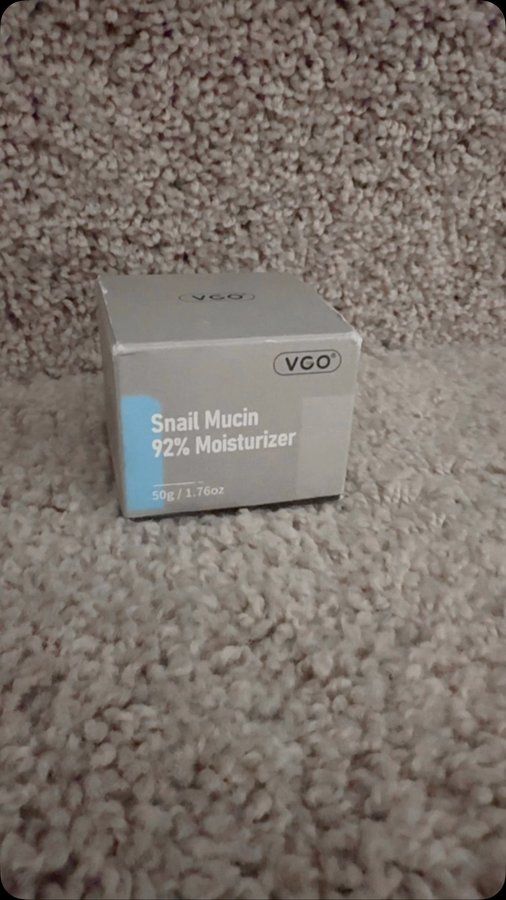 VGO
VGO®
Snail Mucin
92% Moisturizer
50g / 1.76oz